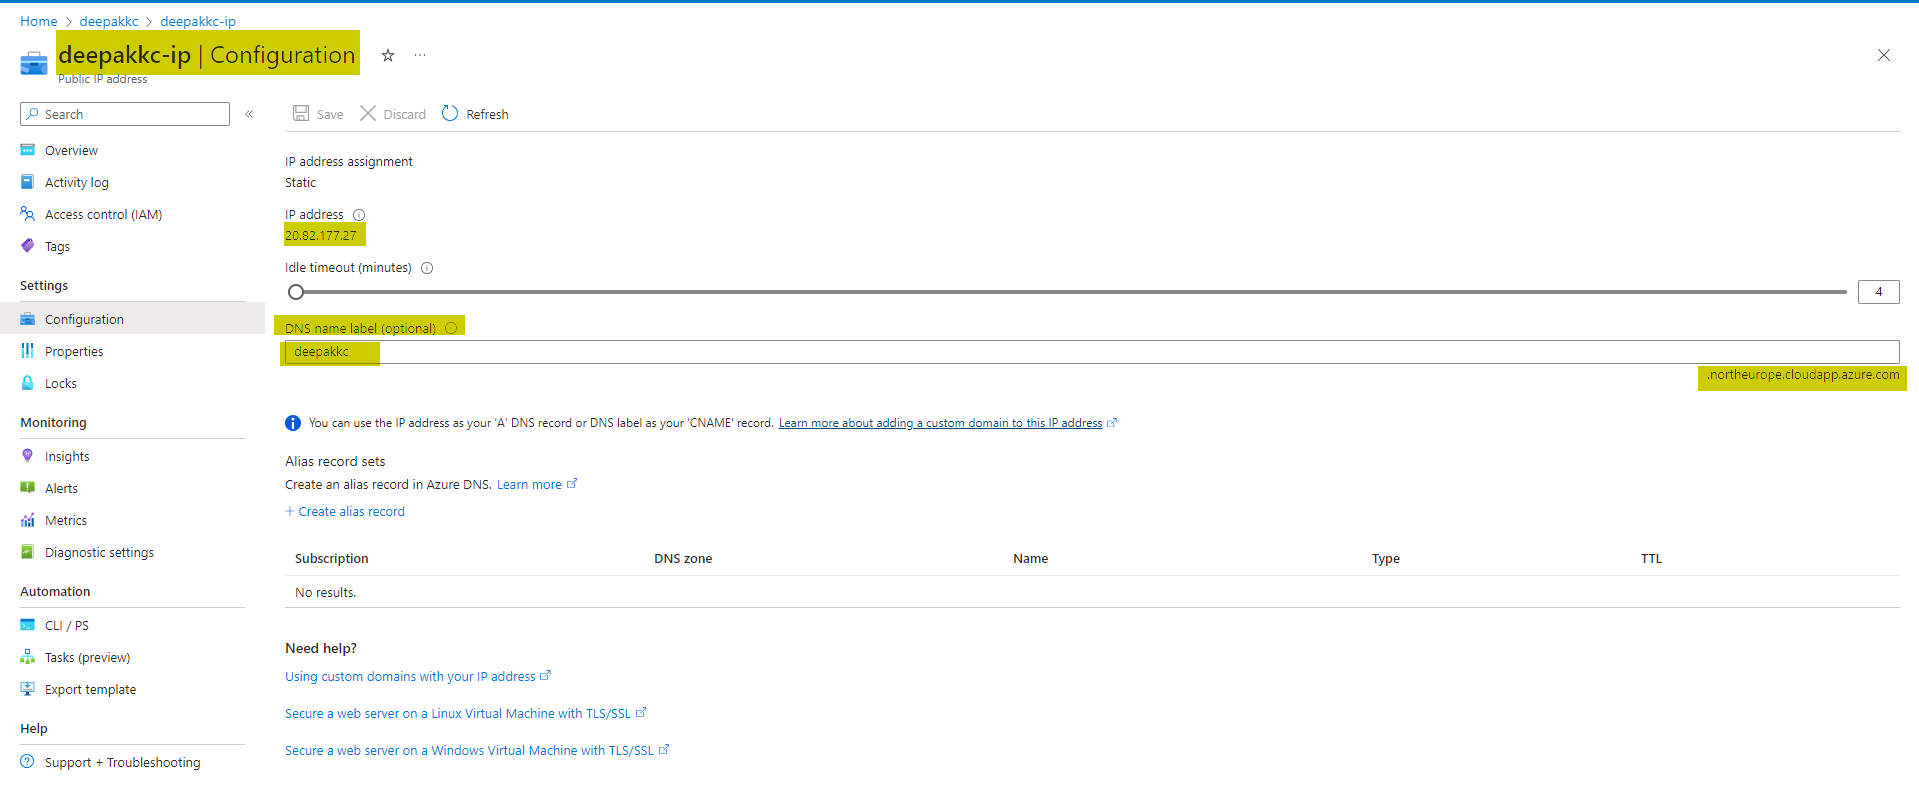 Home > deepakkc > deepakkc-ip
deepakkc-ip | Configuration ☆ ···
Public IP address
Search «
Overview
Activity log
Access control (IAM)
Tags
Settings
Configuration
Properties
Locks
Monitoring
Insights
Alerts
Metrics
Diagnostic settings
Automation
CLI / PS
Tasks (preview)
Export template
Help
Support + Troubleshooting
Save Discard Refresh
IP address assignment
Static
IP address
20.82.177.27
Idle timeout (minutes)
4
DNS name label (optional)
deepakkc
.northeurope.cloudapp.azure.com
You can use the IP address as your 'A' DNS record or DNS label as your 'CNAME' record. Learn more about adding a custom domain to this IP address
Alias record sets
Create an alias record in Azure DNS. Learn more
+ Create alias record
Subscription DNS zone Name Type TTL
No results.
Need help?
Using custom domains with your IP address
Secure a web server on a Linux Virtual Machine with TLS/SSL
Secure a web server on a Windows Virtual Machine with TLS/SSL